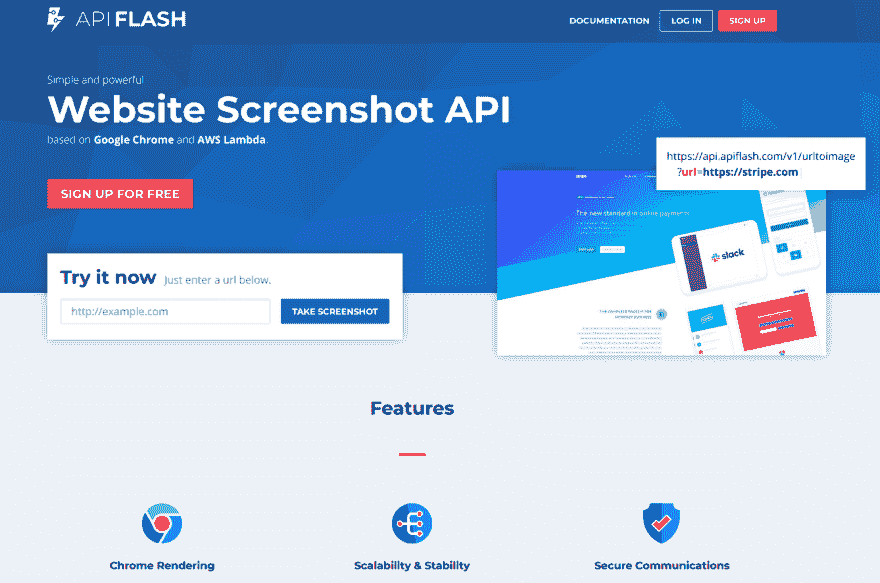 API FLASH
DOCUMENTATION
LOG IN
SIGN UP
Simple and powerful
Website Screenshot API
based on Google Chrome and AWS Lambda.
SIGN UP FOR FREE
https://api.apiflash.com/v1/urltoimage
?url=https://stripe.com
The new standard in online payments
slack
Try it now Just enter a url below.
http://example.com
TAKE SCREENSHOT
Features
Chrome Rendering
Scalability & Stability
Secure Communications